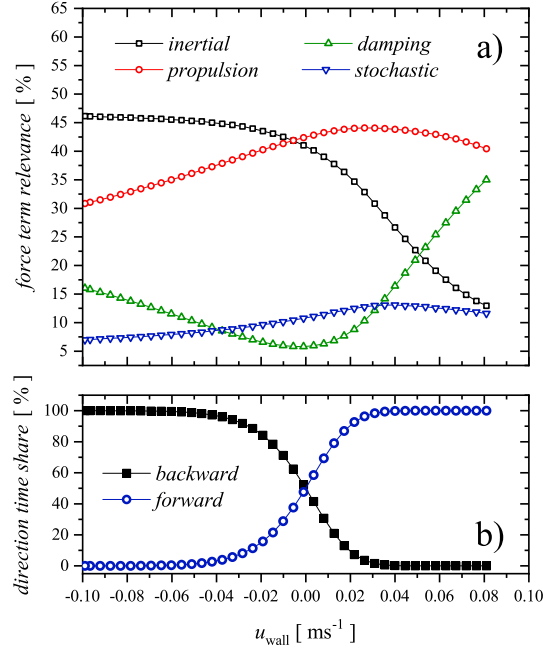 65
60
55
50
45
40
35
30
25
20
15
10
5
force term relevance [ % ]
inertial
damping
propulsion
stochastic
a)
100
80
60
40
20
0
direction time share [ % ]
backward
forward
b)
-0.10 -0.08 -0.06 -0.04 -0.02 0.00 0.02 0.04 0.06 0.08 0.10
u_wall [ ms⁻¹ ]